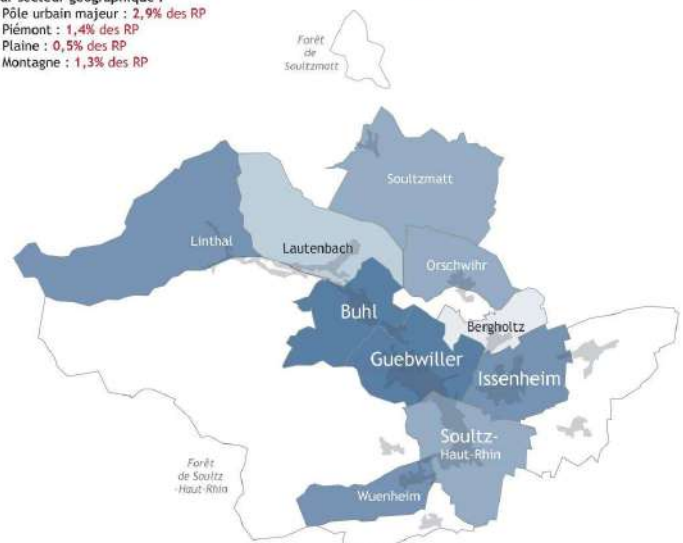 Pôle urbain majeur : 2,9% des RP
Piémont : 1,4% des RP
Plaine : 0,5% des RP
Montagne : 1,3% des RP
Forêt
de
Soultzmatt
Soultzmatt
Linthal
Lautenbach
Orschwihr
Buhl
Bergholtz
Guebwiller
Issenheim
Soultz-
Haut-Rhin
Forêt
de Soultz
-Haut-Rhin
Wuenheim